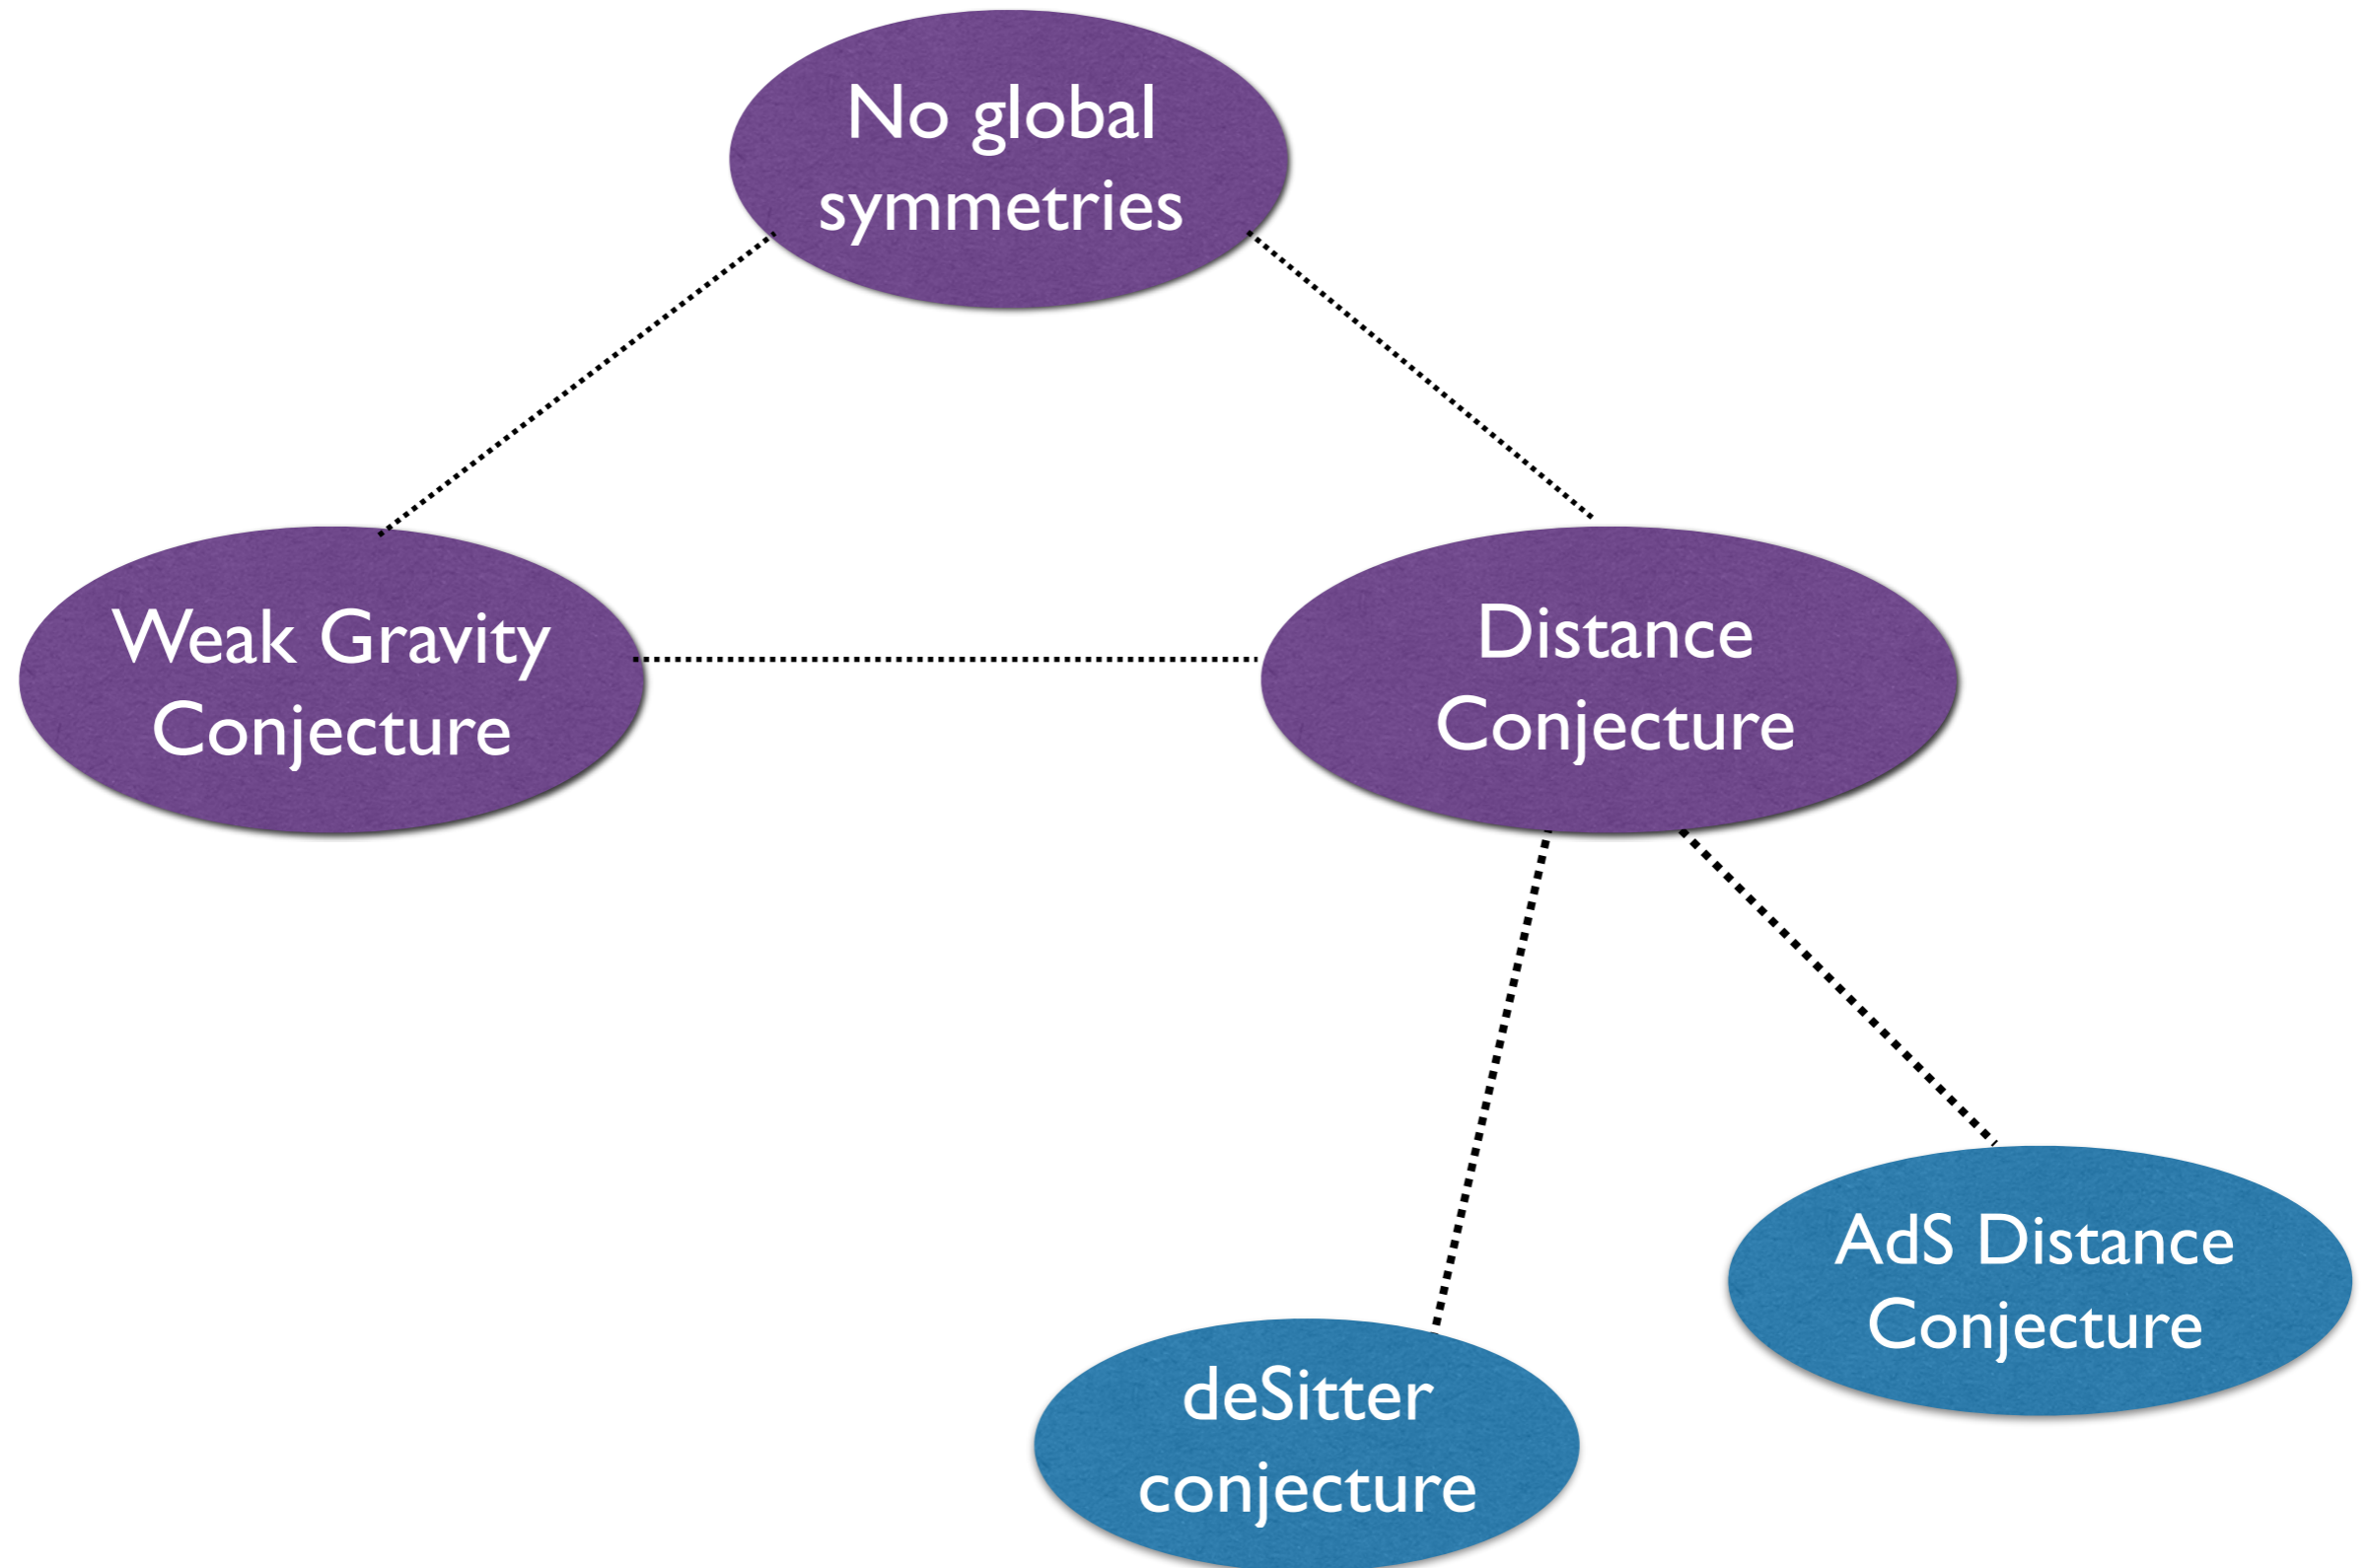 No global
symmetries
Weak Gravity
Conjecture
Distance
Conjecture
AdS Distance
Conjecture
deSitter
conjecture